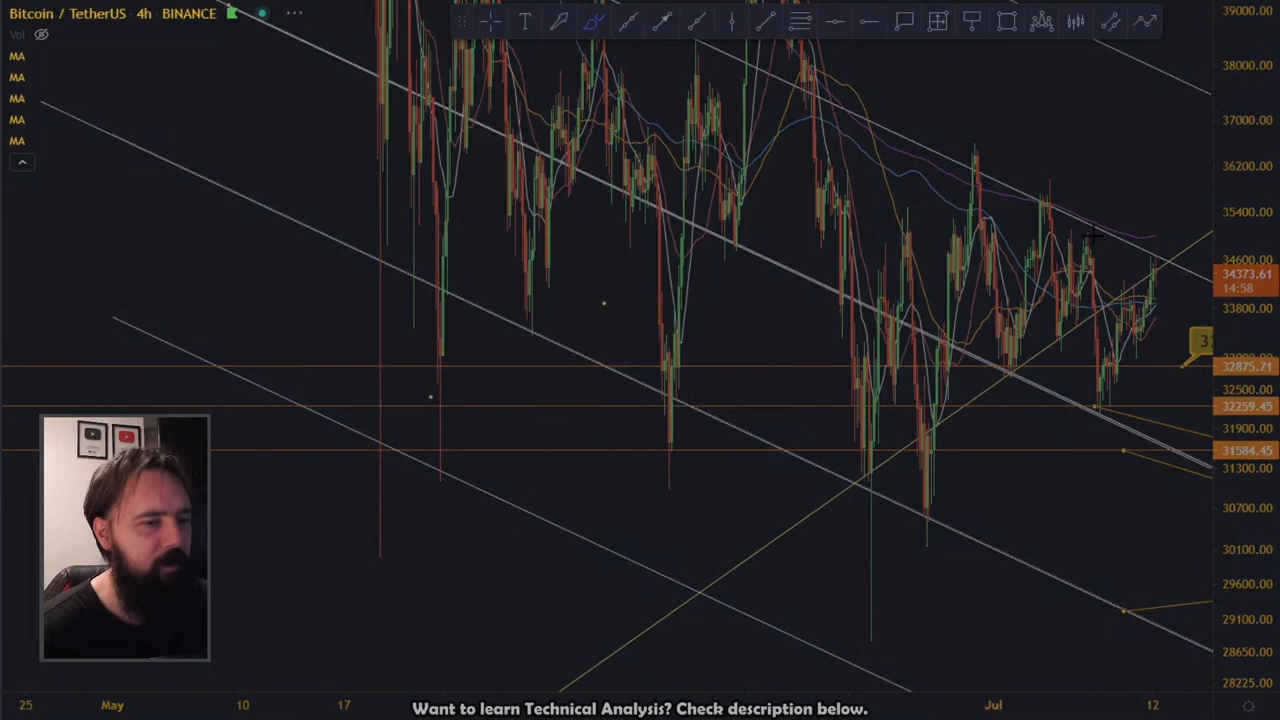 Bitcoin / TetherUS · 4h · BINANCE
Vol
MA
MA
MA
MA
MA
39000.00
38000.00
37000.00
36200.00
35400.00
34600.00
34373.61
14:58
33800.00
32875.71
32500.00
32259.45
31900.00
31584.45
31300.00
30700.00
30100.00
29600.00
29100.00
28650.00
28225.00
25 May 10 17 Jul 12
Want to learn Technical Analysis? Check description below.